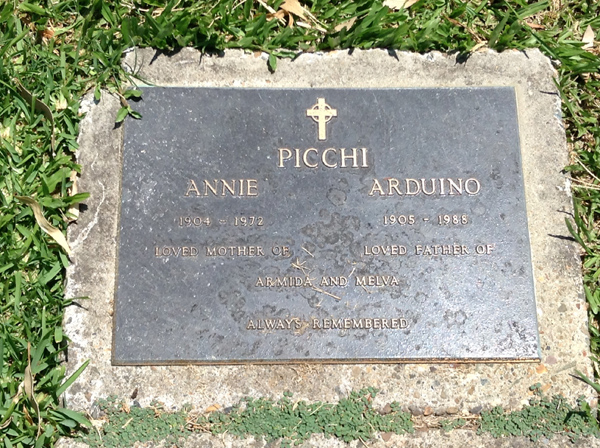 PICCHI
ANNIE ARDUINO
1904 - 1972 1905 - 1988
LOVED MOTHER OF LOVED FATHER OF
ARMIDA AND MELVA
ALWAYS REMEMBERED